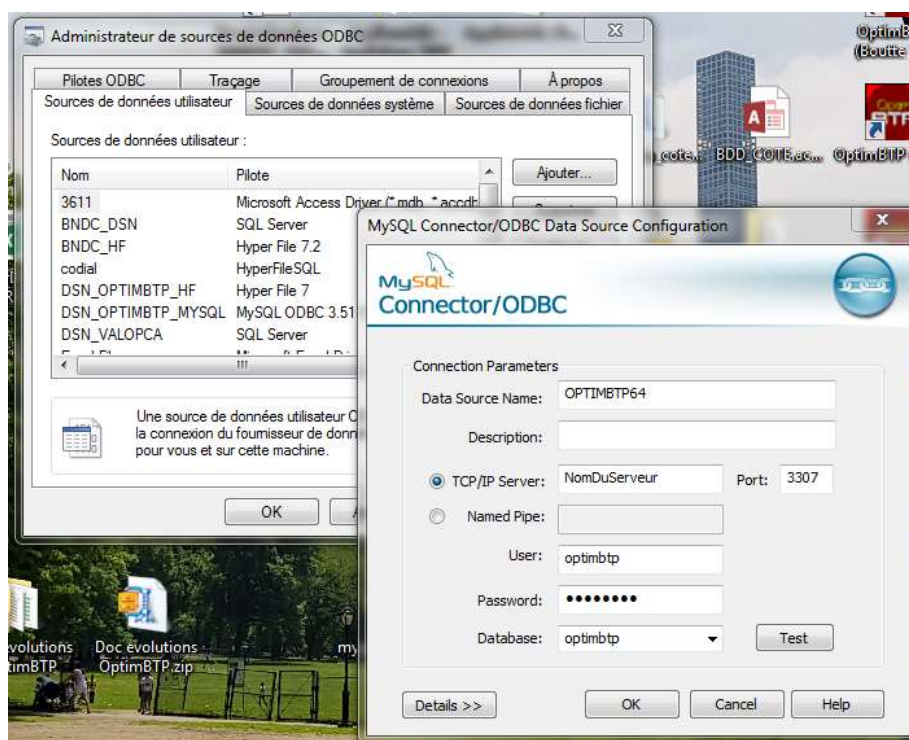 Administrateur de sources de données ODBC
Pilotes ODBC Traçage Groupement de connexions À propos
Sources de données utilisateur Sources de données système Sources de données fichier
Sources de données utilisateur :
Nom Pilote
Ajouter...
3611 Microsoft Access Driver (*.mdb, *.accdb
BNDC_DSN SQL Server
BNDC_HF Hyper File 7.2
codial HyperFileSQL
DSN_OPTIMBTP_HF Hyper File 7
DSN_OPTIMBTP_MYSQL MySQL ODBC 3.51
DSN_VALOPCA SQL Server
Une source de données utilisateur O
la connexion du fournisseur de donn
pour vous et sur cette machine.
OK
MySQL Connector/ODBC Data Source Configuration
MySQL
Connector/ODBC
Connection Parameters
Data Source Name: OPTIMBTP64
Description:
TCP/IP Server: NomDuServeur Port: 3307
Named Pipe:
User: optimbtp
Password: ••••••••
Database: optimbtp Test
Details >> OK Cancel Help
(Boutte
_cote... BDD_COTE.ac... OptimBTP
volutions
timBTP
Doc évolutions
OptimBTP.zip
my